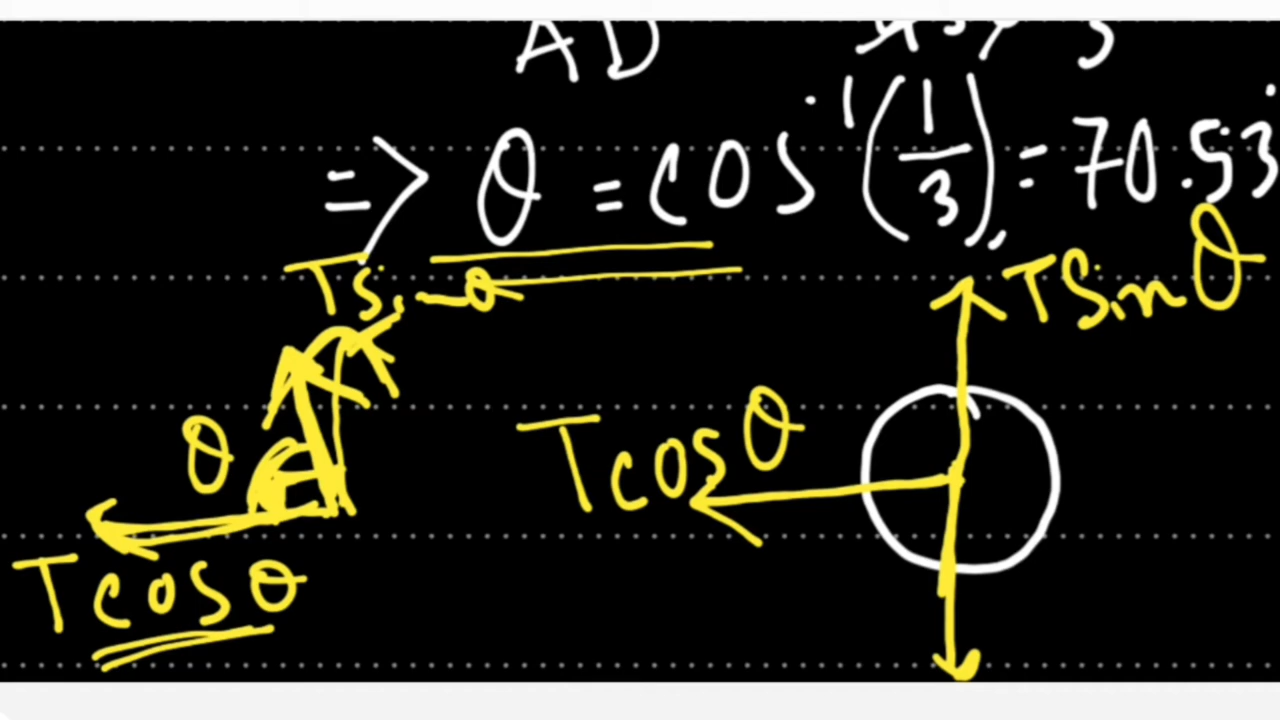 AD
=> θ = cos⁻¹(1/3) = 70.53°
Tsinθ
Tsinθ
θ
Tcosθ
Tcosθ